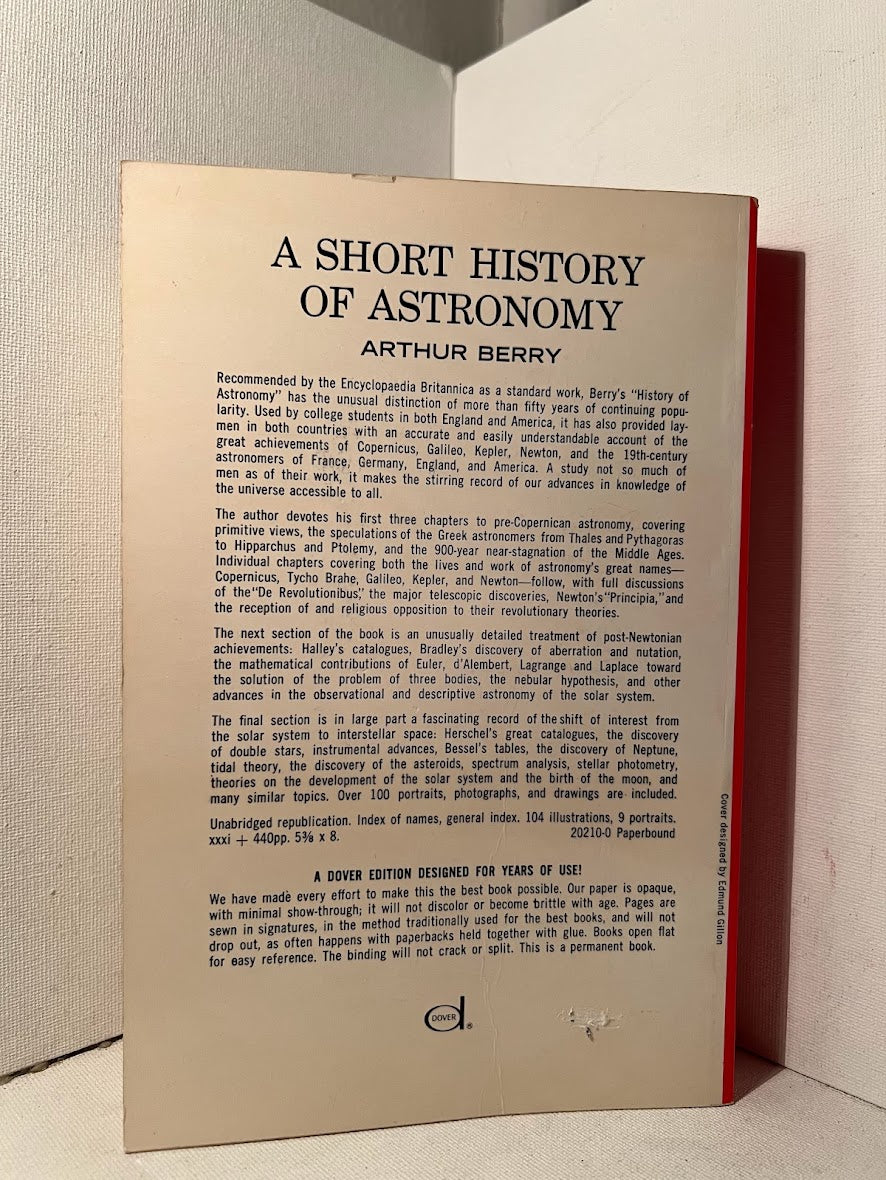 A SHORT HISTORY
OF ASTRONOMY
ARTHUR BERRY
Recommended by the Encyclopaedia Britannica as a standard work, Berry's "History of
Astronomy" has the unusual distinction of more than fifty years of continuing popu-
larity. Used by college students in both England and America, it has also provided lay-
men in both countries with an accurate and easily understandable account of the
great achievements of Copernicus, Galileo, Kepler, Newton, and the 19th-century
astronomers of France, Germany, England, and America. A study not so much of
men as of their work, it makes the stirring record of our advances in knowledge of
the universe accessible to all.
The author devotes his first three chapters to pre-Copernican astronomy, covering
primitive views, the speculations of the Greek astronomers from Thales and Pythagoras
to Hipparchus and Ptolemy, and the 900-year near-stagnation of the Middle Ages.
Individual chapters covering both the lives and work of astronomy's great names—
Copernicus, Tycho Brahe, Galileo, Kepler, and Newton—follow, with full discussions
of the "De Revolutionibus," the major telescopic discoveries, Newton's "Principia," and
the reception of and religious opposition to their revolutionary theories.
The next section of the book is an unusually detailed treatment of post-Newtonian
achievements: Halley's catalogues, Bradley's discovery of aberration and nutation,
the mathematical contributions of Euler, d'Alembert, Lagrange and Laplace toward
the solution of the problem of three bodies, the nebular hypothesis, and other
advances in the observational and descriptive astronomy of the solar system.
The final section is in large part a fascinating record of the shift of interest from
the solar system to interstellar space: Herschel's great catalogues, the discovery
of double stars, instrumental advances, Bessel's tables, the discovery of Neptune,
tidal theory, the discovery of the asteroids, spectrum analysis, stellar photometry,
theories on the development of the solar system and the birth of the moon, and
many similar topics. Over 100 portraits, photographs, and drawings are included.
Unabridged republication. Index of names, general index. 104 illustrations, 9 portraits.
xxxi + 440pp. 5⅜ x 8. 20210-0 Paperbound
A DOVER EDITION DESIGNED FOR YEARS OF USE!
We have made every effort to make this the best book possible. Our paper is opaque,
with minimal show-through; it will not discolor or become brittle with age. Pages are
sewn in signatures, in the method traditionally used for the best books, and will not
drop out, as often happens with paperbacks held together with glue. Books open flat
for easy reference. The binding will not crack or split. This is a permanent book.
d DOVER ®
Cover designed by Edmund Gillon